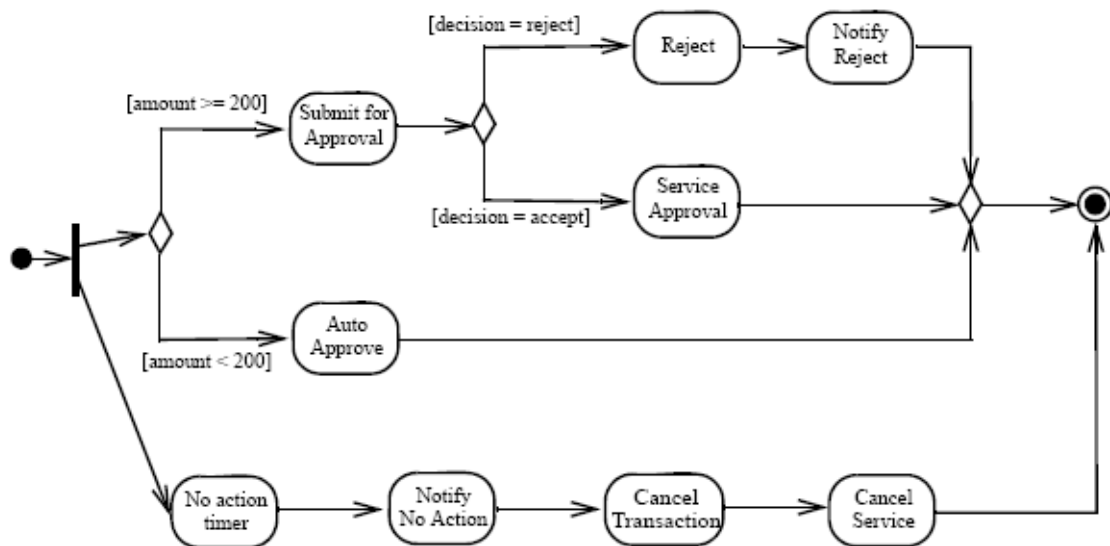 [decision = reject]
Reject
Notify
Reject
[amount >= 200]
Submit for
Approval
Service
Approval
[decision = accept]
Auto
Approve
[amount < 200]
No action
timer
Notify
No Action
Cancel
Transaction
Cancel
Service